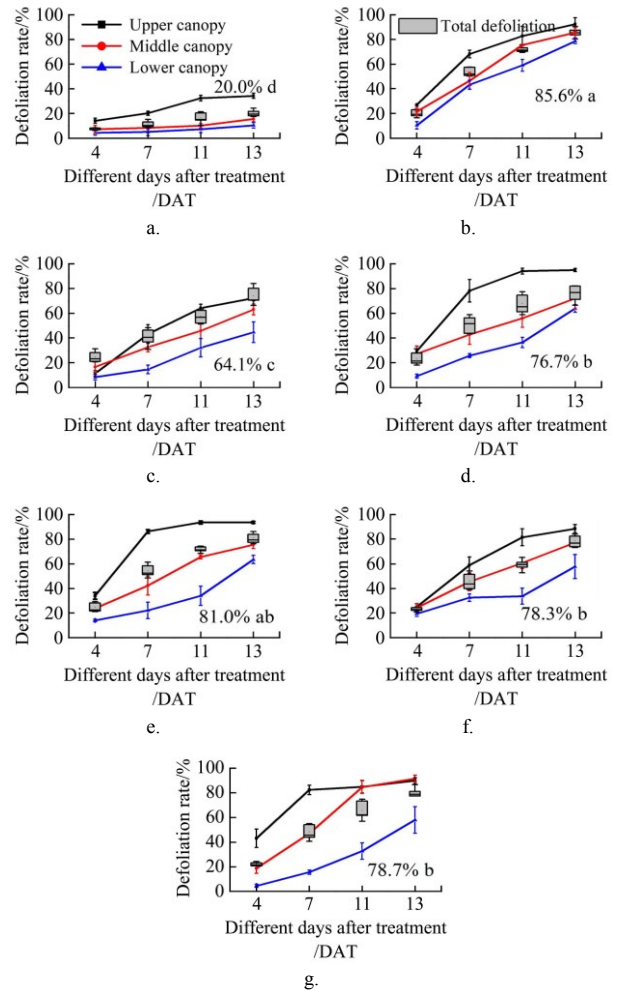 Defoliation rate/%
100
80
60
40
20
0
Upper canopy
Middle canopy
Lower canopy
20.0% d
4 7 11 13
Different days after treatment
/DAT
a.
Defoliation rate/%
100
80
60
40
20
0
Total defoliation
85.6% a
4 7 11 13
Different days after treatment
/DAT
b.
Defoliation rate/%
100
80
60
40
20
0
64.1% c
4 7 11 13
Different days after treatment
/DAT
c.
Defoliation rate/%
100
80
60
40
20
0
76.7% b
4 7 11 13
Different days after treatment
/DAT
d.
Defoliation rate/%
100
80
60
40
20
0
81.0% ab
4 7 11 13
Different days after treatment
/DAT
e.
Defoliation rate/%
100
80
60
40
20
0
78.3% b
4 7 11 13
Different days after treatment
/DAT
f.
Defoliation rate/%
100
80
60
40
20
0
78.7% b
4 7 11 13
Different days after treatment
/DAT
g.